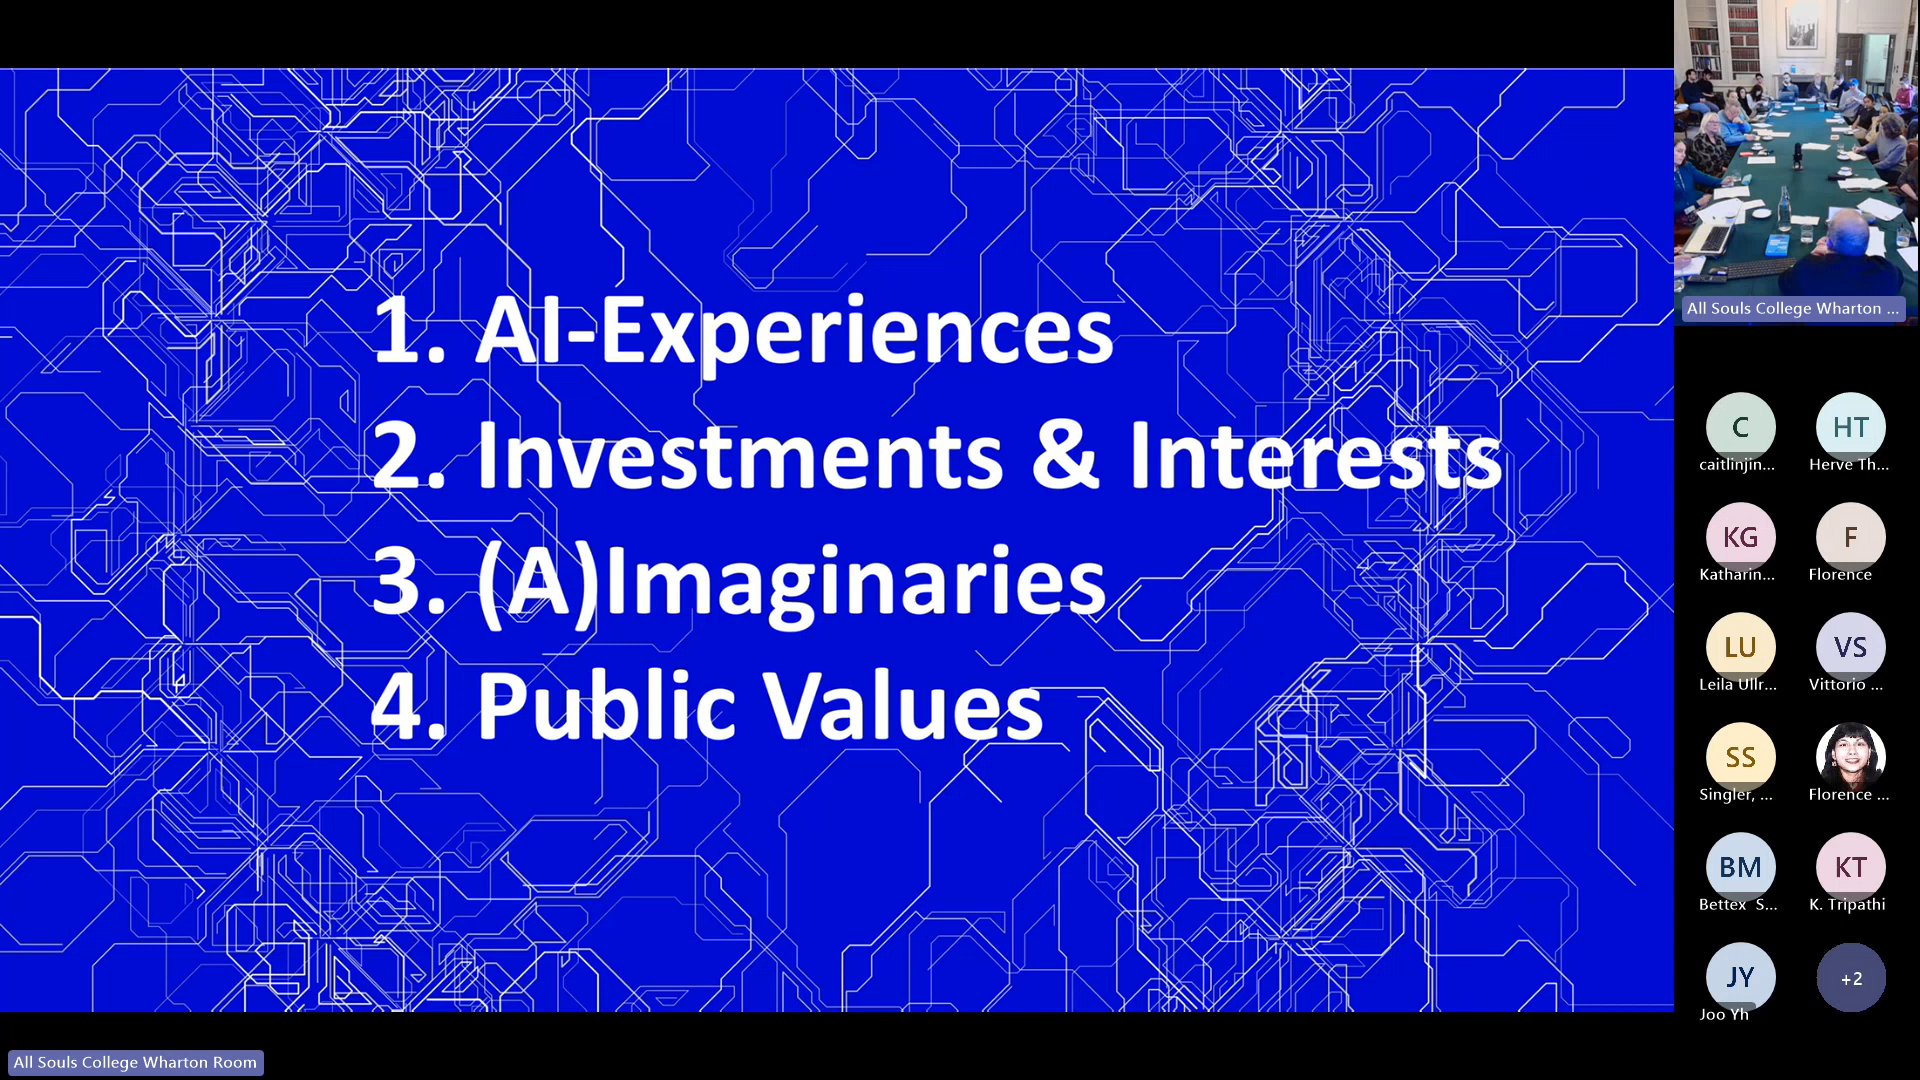 1. AI-Experiences
2. Investments & Interests
3. (A)Imaginaries
4. Public Values
All Souls College Wharton ...
C
HT
caitlinjin...
Herve Th...
KG
F
Katharin...
Florence
LU
VS
Leila Ullr...
Vittorio ...
SS
Singler, ...
Florence ...
BM
KT
Bettex S...
K. Tripathi
JY
+2
Joo Yh
All Souls College Wharton Room